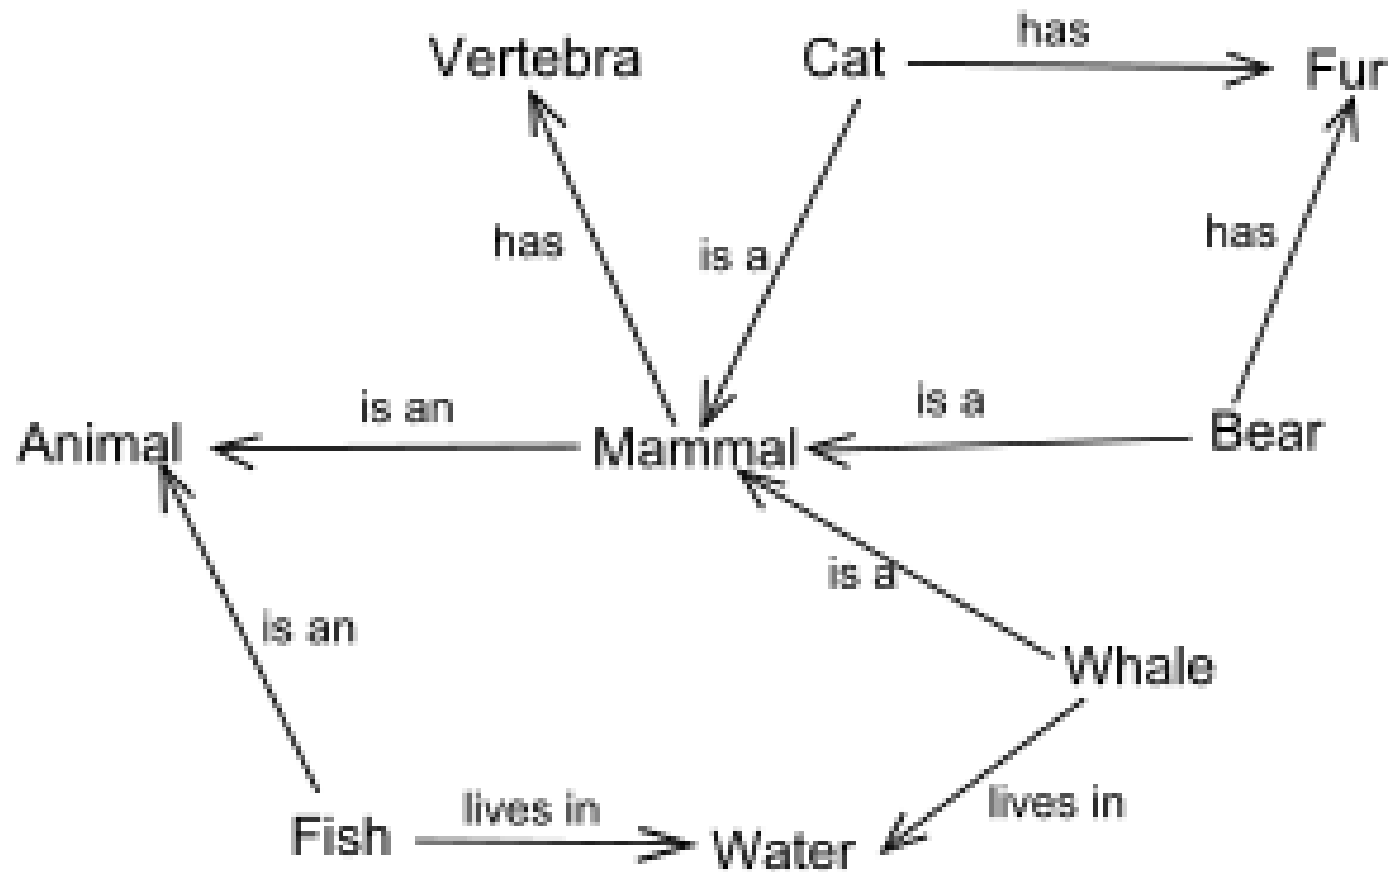 has
Vertebra
Cat
Fur
has
is a
has
is an
is a
Animal
Mammal
Bear
is a
is an
Whale
lives in
lives in
Fish
Water